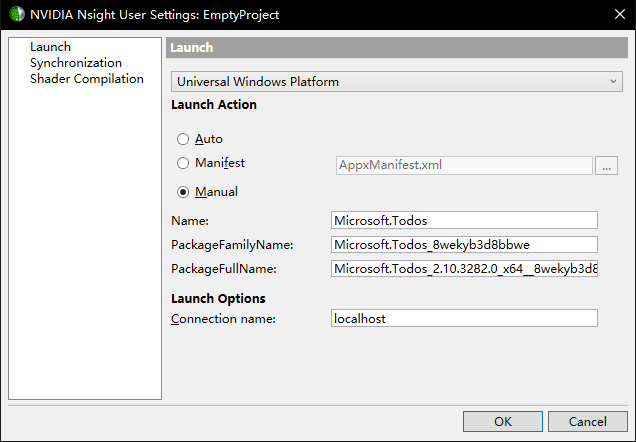 NVIDIA Nsight User Settings: EmptyProject
Launch
Synchronization
Shader Compilation
Launch
Universal Windows Platform
Launch Action
Auto
Manifest
AppxManifest.xml
...
Manual
Name:
Microsoft.Todos
PackageFamilyName:
Microsoft.Todos_8wekyb3d8bbwe
PackageFullName:
Microsoft.Todos_2.10.3282.0_x64__8wekyb3d8
Launch Options
Connection name:
localhost
OK
Cancel